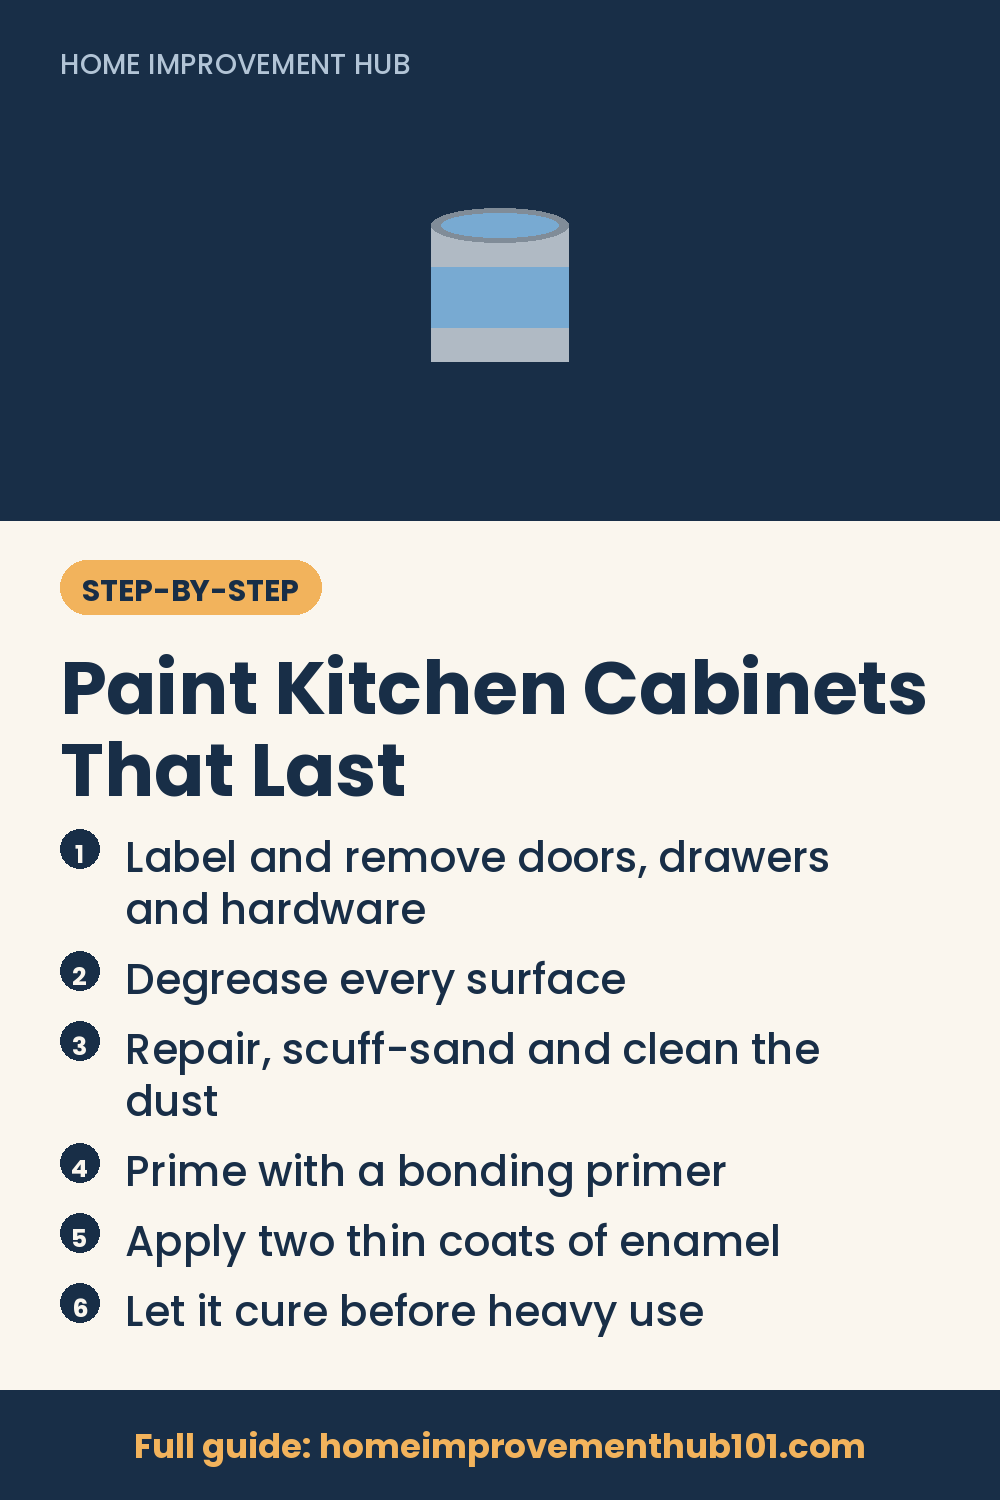 HOME IMPROVEMENT HUB
STEP-BY-STEP
Paint Kitchen Cabinets
That Last
1 Label and remove doors, drawers
and hardware
2 Degrease every surface
3 Repair, scuff-sand and clean the
dust
4 Prime with a bonding primer
5 Apply two thin coats of enamel
6 Let it cure before heavy use
Full guide: homeimprovementhub101.com